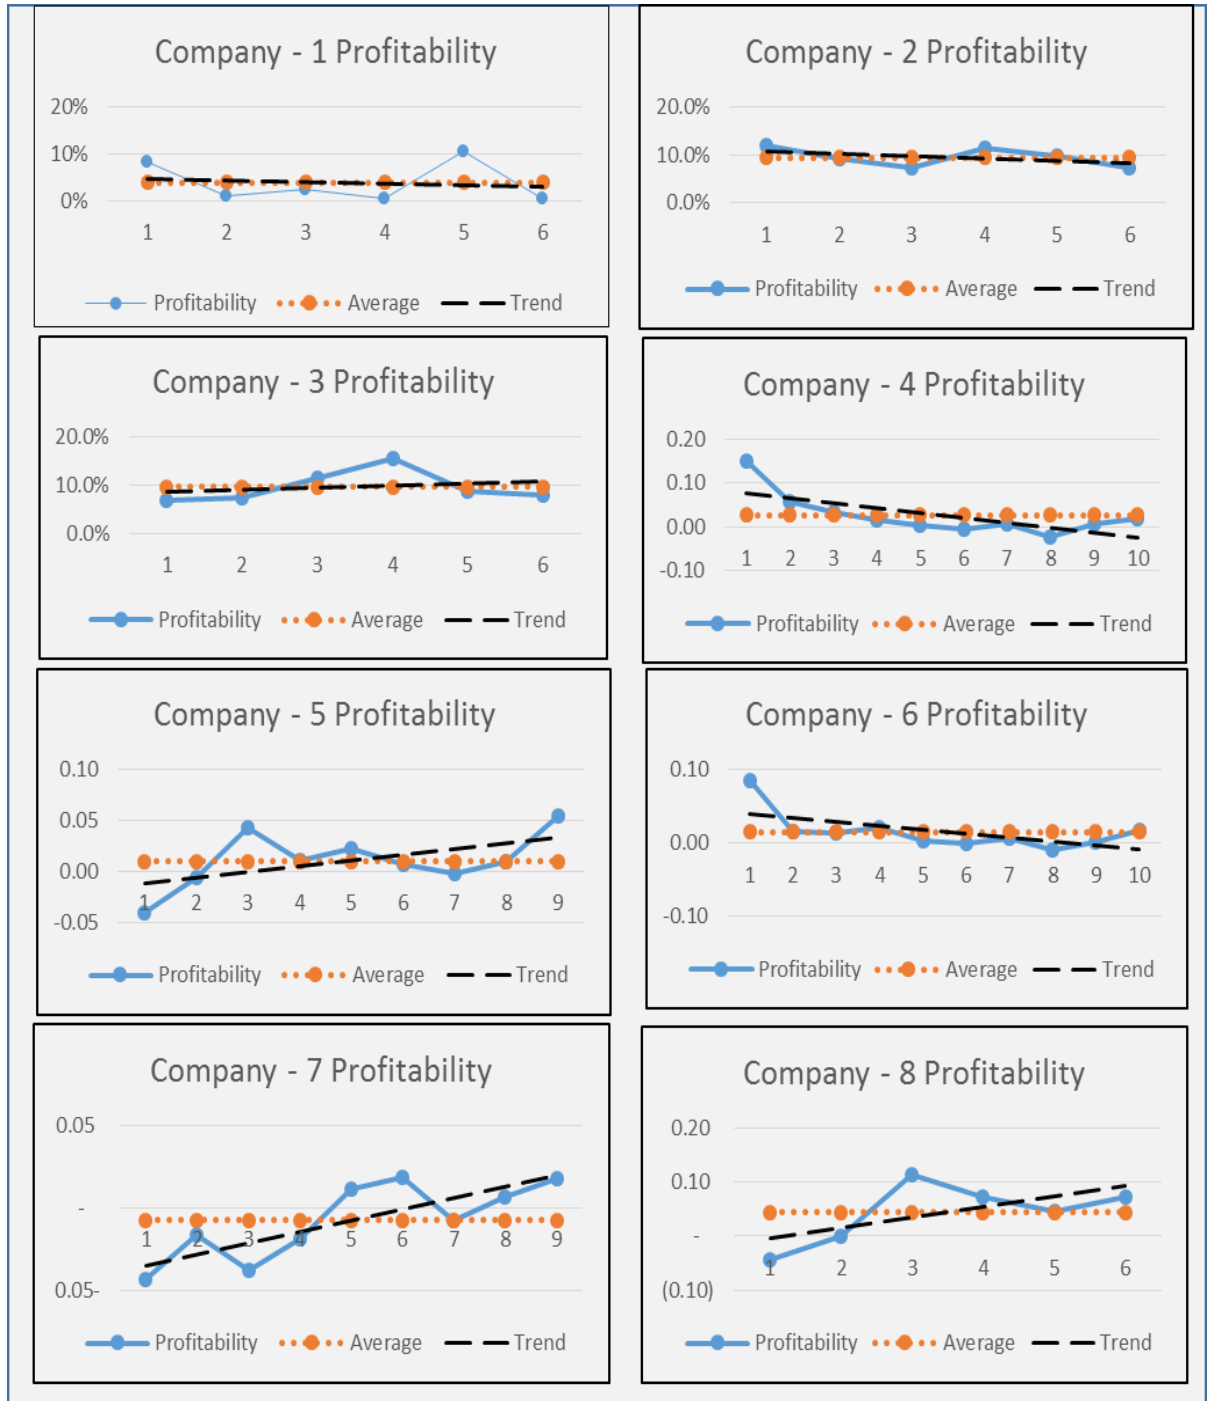 Company - 1 Profitability
20%
10%
0%
1 2 3 4 5 6
Profitability Average Trend
Company - 2 Profitability
20.0%
10.0%
0.0%
1 2 3 4 5 6
Profitability Average Trend
Company - 3 Profitability
20.0%
10.0%
0.0%
1 2 3 4 5 6
Profitability Average Trend
Company - 4 Profitability
0.20
0.10
0.00
1 2 3 4 5 6 7 8 9 10
-0.10
Profitability Average Trend
Company - 5 Profitability
0.10
0.05
0.00
1 2 3 4 5 6 7 8 9
-0.05
Profitability Average Trend
Company - 6 Profitability
0.10
0.00
1 2 3 4 5 6 7 8 9 10
-0.10
Profitability Average Trend
Company - 7 Profitability
0.05
-
1 2 3 4 5 6 7 8 9
0.05-
Profitability Average Trend
Company - 8 Profitability
0.20
0.10
-
1 2 3 4 5 6
(0.10)
Profitability Average Trend